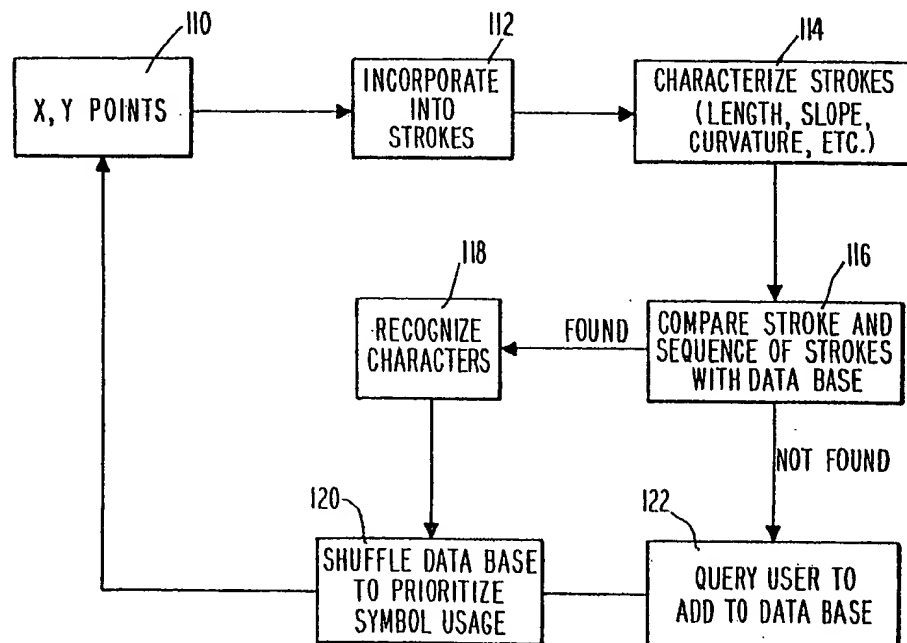 110
X, Y POINTS
112
INCORPORATE
INTO
STROKES
114
CHARACTERIZE STROKES
(LENGTH, SLOPE,
CURVATURE, ETC.)
116
COMPARE STROKE AND
SEQUENCE OF STROKES
WITH DATA BASE
FOUND
118
RECOGNIZE
CHARACTERS
NOT FOUND
120
SHUFFLE DATA BASE
TO PRIORITIZE
SYMBOL USAGE
122
QUERY USER TO
ADD TO DATA BASE